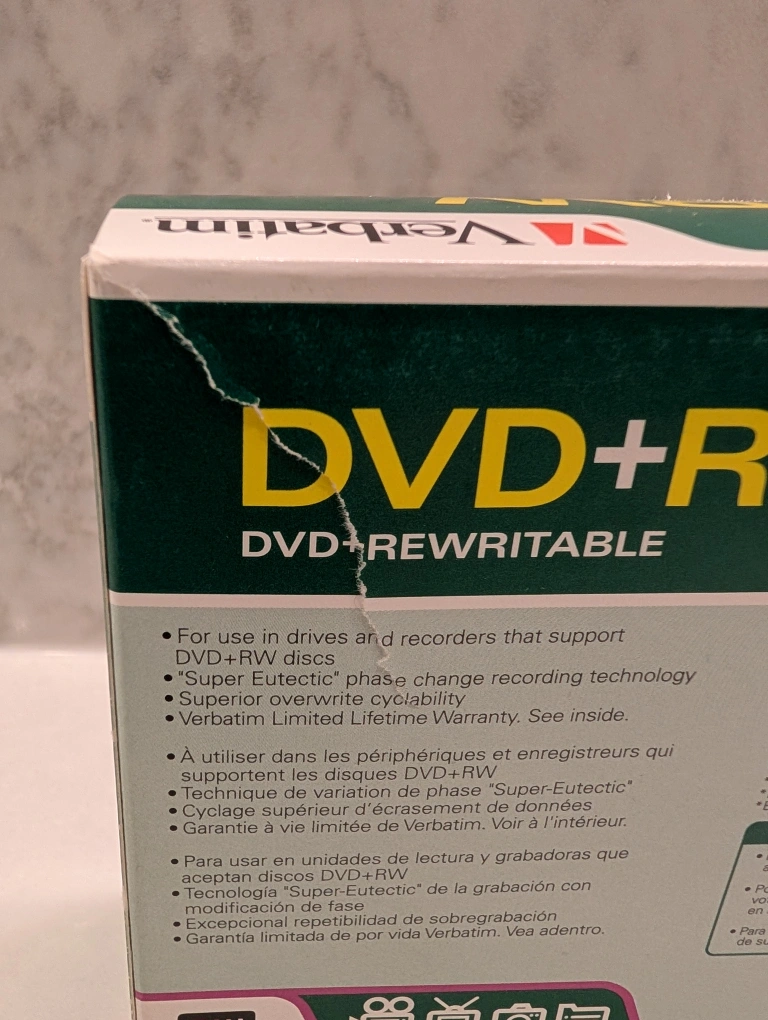 Verbatim
DVD+R
DVD+REWRITABLE
• For use in drives and recorders that support
DVD+RW discs
• "Super Eutectic" phase change recording technology
• Superior overwrite cyclability
• Verbatim Limited Lifetime Warranty. See inside.
• À utiliser dans les périphériques et enregistreurs qui
supportent les disques DVD+RW
• Technique de variation de phase "Super-Eutectic"
• Cyclage supérieur d'écrasement de données
• Garantie à vie limitée de Verbatim. Voir à l'intérieur.
• Para usar en unidades de lectura y grabadoras que
aceptan discos DVD+RW
• Tecnología "Super-Eutectic" de la grabación con
modificación de fase
• Excepcional repetibilidad de sobregrabación
• Garantía limitada de por vida Verbatim. Vea adentro.
en
• Para